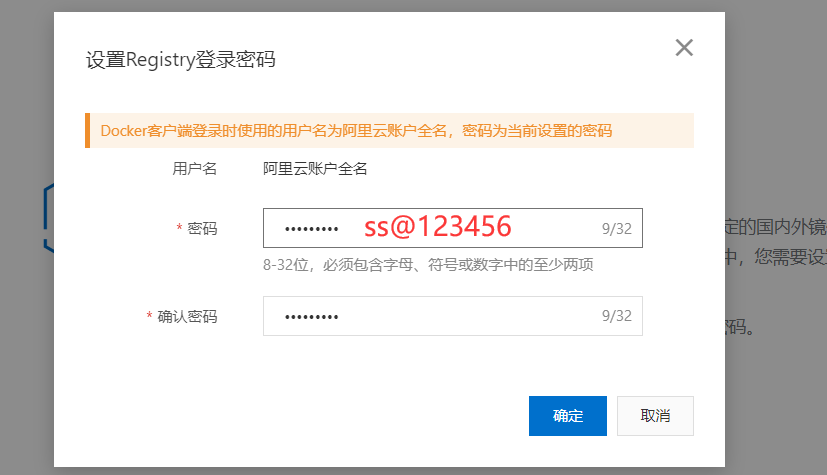 设置Registry登录密码
Docker客户端登录时使用的用户名为阿里云账户全名，密码为当前设置的密码
用户名 阿里云账户全名
* 密码 ••••••••• ss@123456 9/32
定的国内外镜
8-32位，必须包含字母、符号或数字中的至少两项
中，您需要设
* 确认密码 ••••••••• 9/32
码。
确定 取消